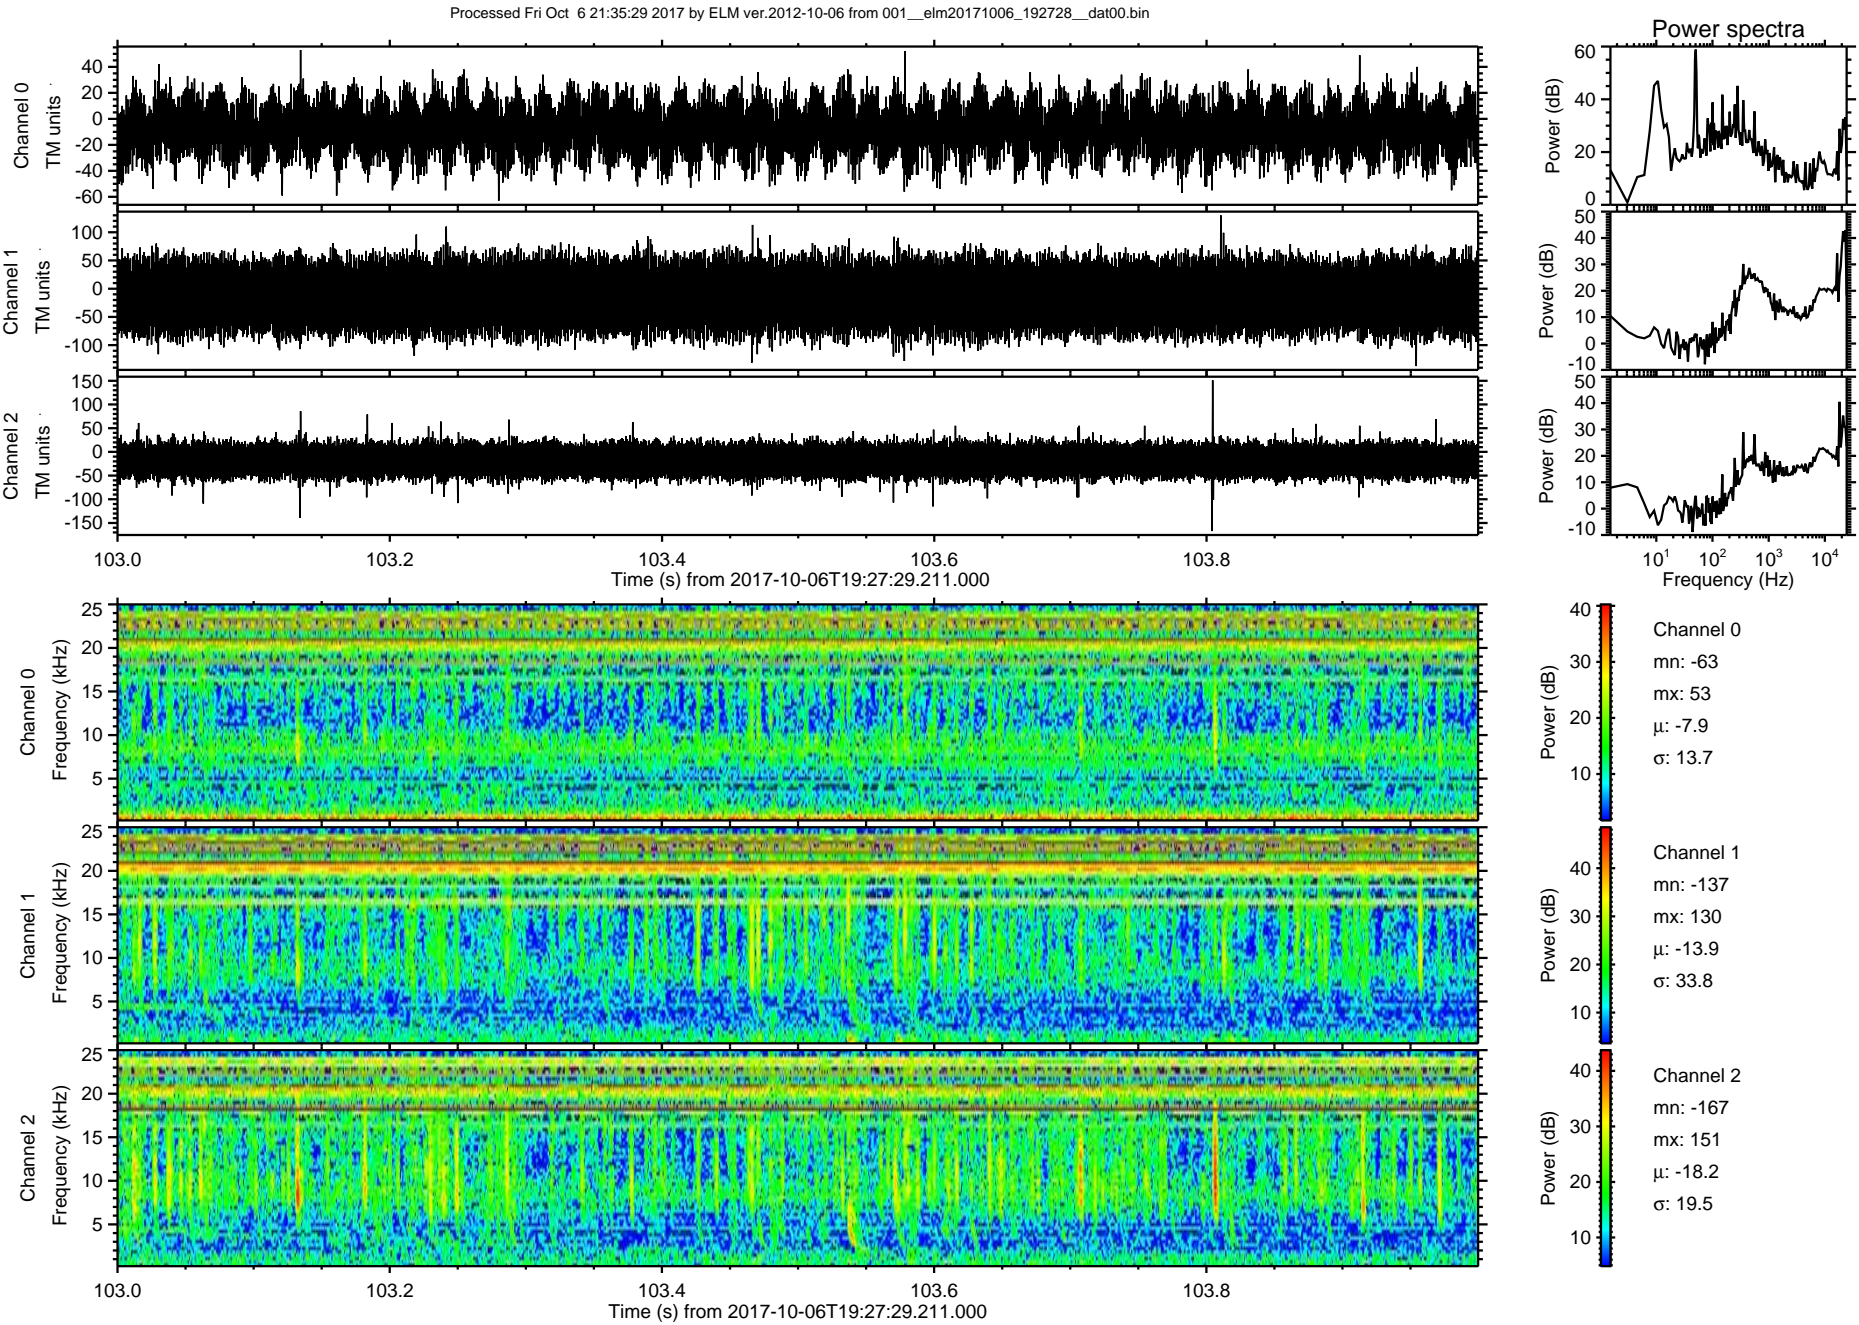 Processed Fri Oct  6 21:35:29 2017 by ELM ver.2012-10-06 from 001__elm20171006_192728__dat00.bin
Power spectra
Channel 0
TM units
40
20
0
-20
-40
-60
Power (dB)
60
40
20
0
Channel 1
TM units
100
50
0
-50
-100
Power (dB)
50
40
30
20
10
0
-10
Channel 2
TM units
150
100
50
0
-50
-100
-150
Power (dB)
50
40
30
20
10
0
-10
103.0 103.2 103.4 103.6 103.8
Time (s) from 2017-10-06T19:27:29.211.000
10^1 10^2 10^3 10^4
Frequency (Hz)
Channel 0
Frequency (kHz)
25
20
15
10
5
Power (dB)
40
30
20
10
Channel 0
mn: -63
mx: 53
μ: -7.9
σ: 13.7
Channel 1
Frequency (kHz)
25
20
15
10
5
Power (dB)
40
30
20
10
Channel 1
mn: -137
mx: 130
μ: -13.9
σ: 33.8
Channel 2
Frequency (kHz)
25
20
15
10
5
Power (dB)
40
30
20
10
Channel 2
mn: -167
mx: 151
μ: -18.2
σ: 19.5
103.0 103.2 103.4 103.6 103.8
Time (s) from 2017-10-06T19:27:29.211.000